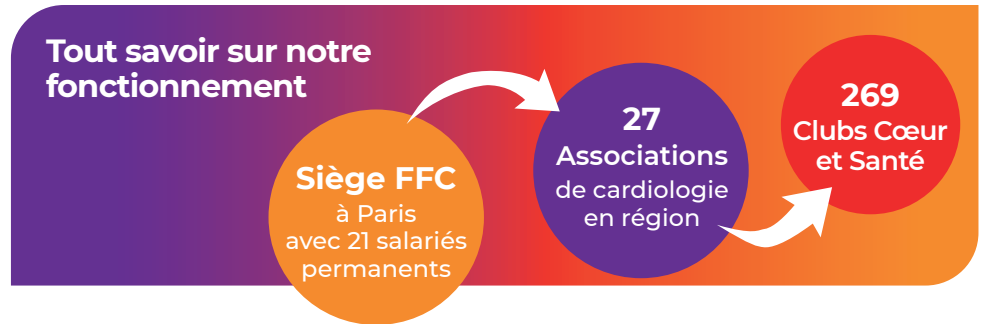 Tout savoir sur notre
fonctionnement
Siège FFC
à Paris
avec 21 salariés
permanents
27
Associations
de cardiologie
en région
269
Clubs Cœur
et Santé